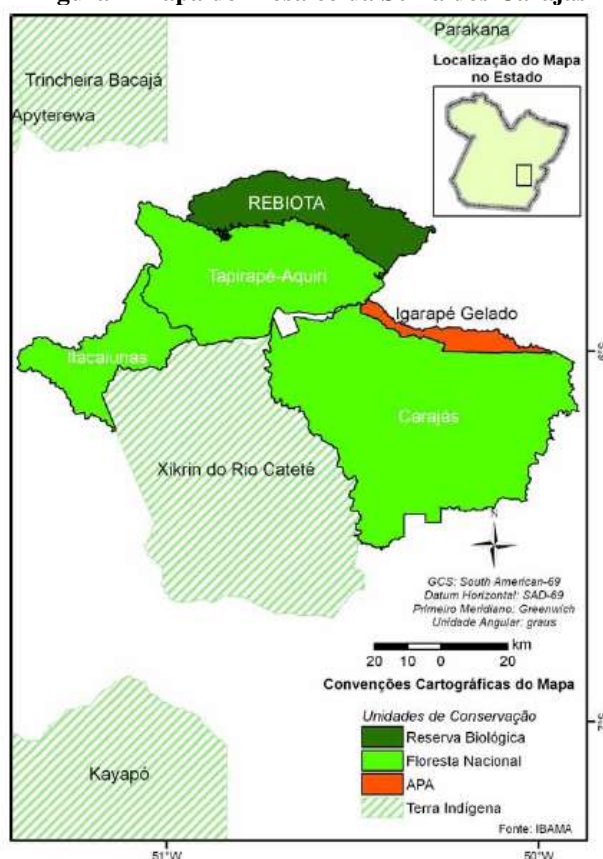 Parakana
Localização do Mapa
no Estado
Trincheira Bacajá
Apyterewa
REBIOTA
Tapirapé-Aquiri
Igarapé Gelado
Itacaiunas
6°S
Carajás
Xikrin do Rio Cateté
N
GCS: South American-69
Datum Horizontal: SAD-69
Primeiro Meridiano: Greenwich
Unidade Angular: graus
km
20 10 0 20
Convenções Cartográficas do Mapa
Unidades de Conservação
Reserva Biológica
Floresta Nacional
APA
Terra Indígena
Kayapó
7°S
Fonte: IBAMA
51°W 50°W